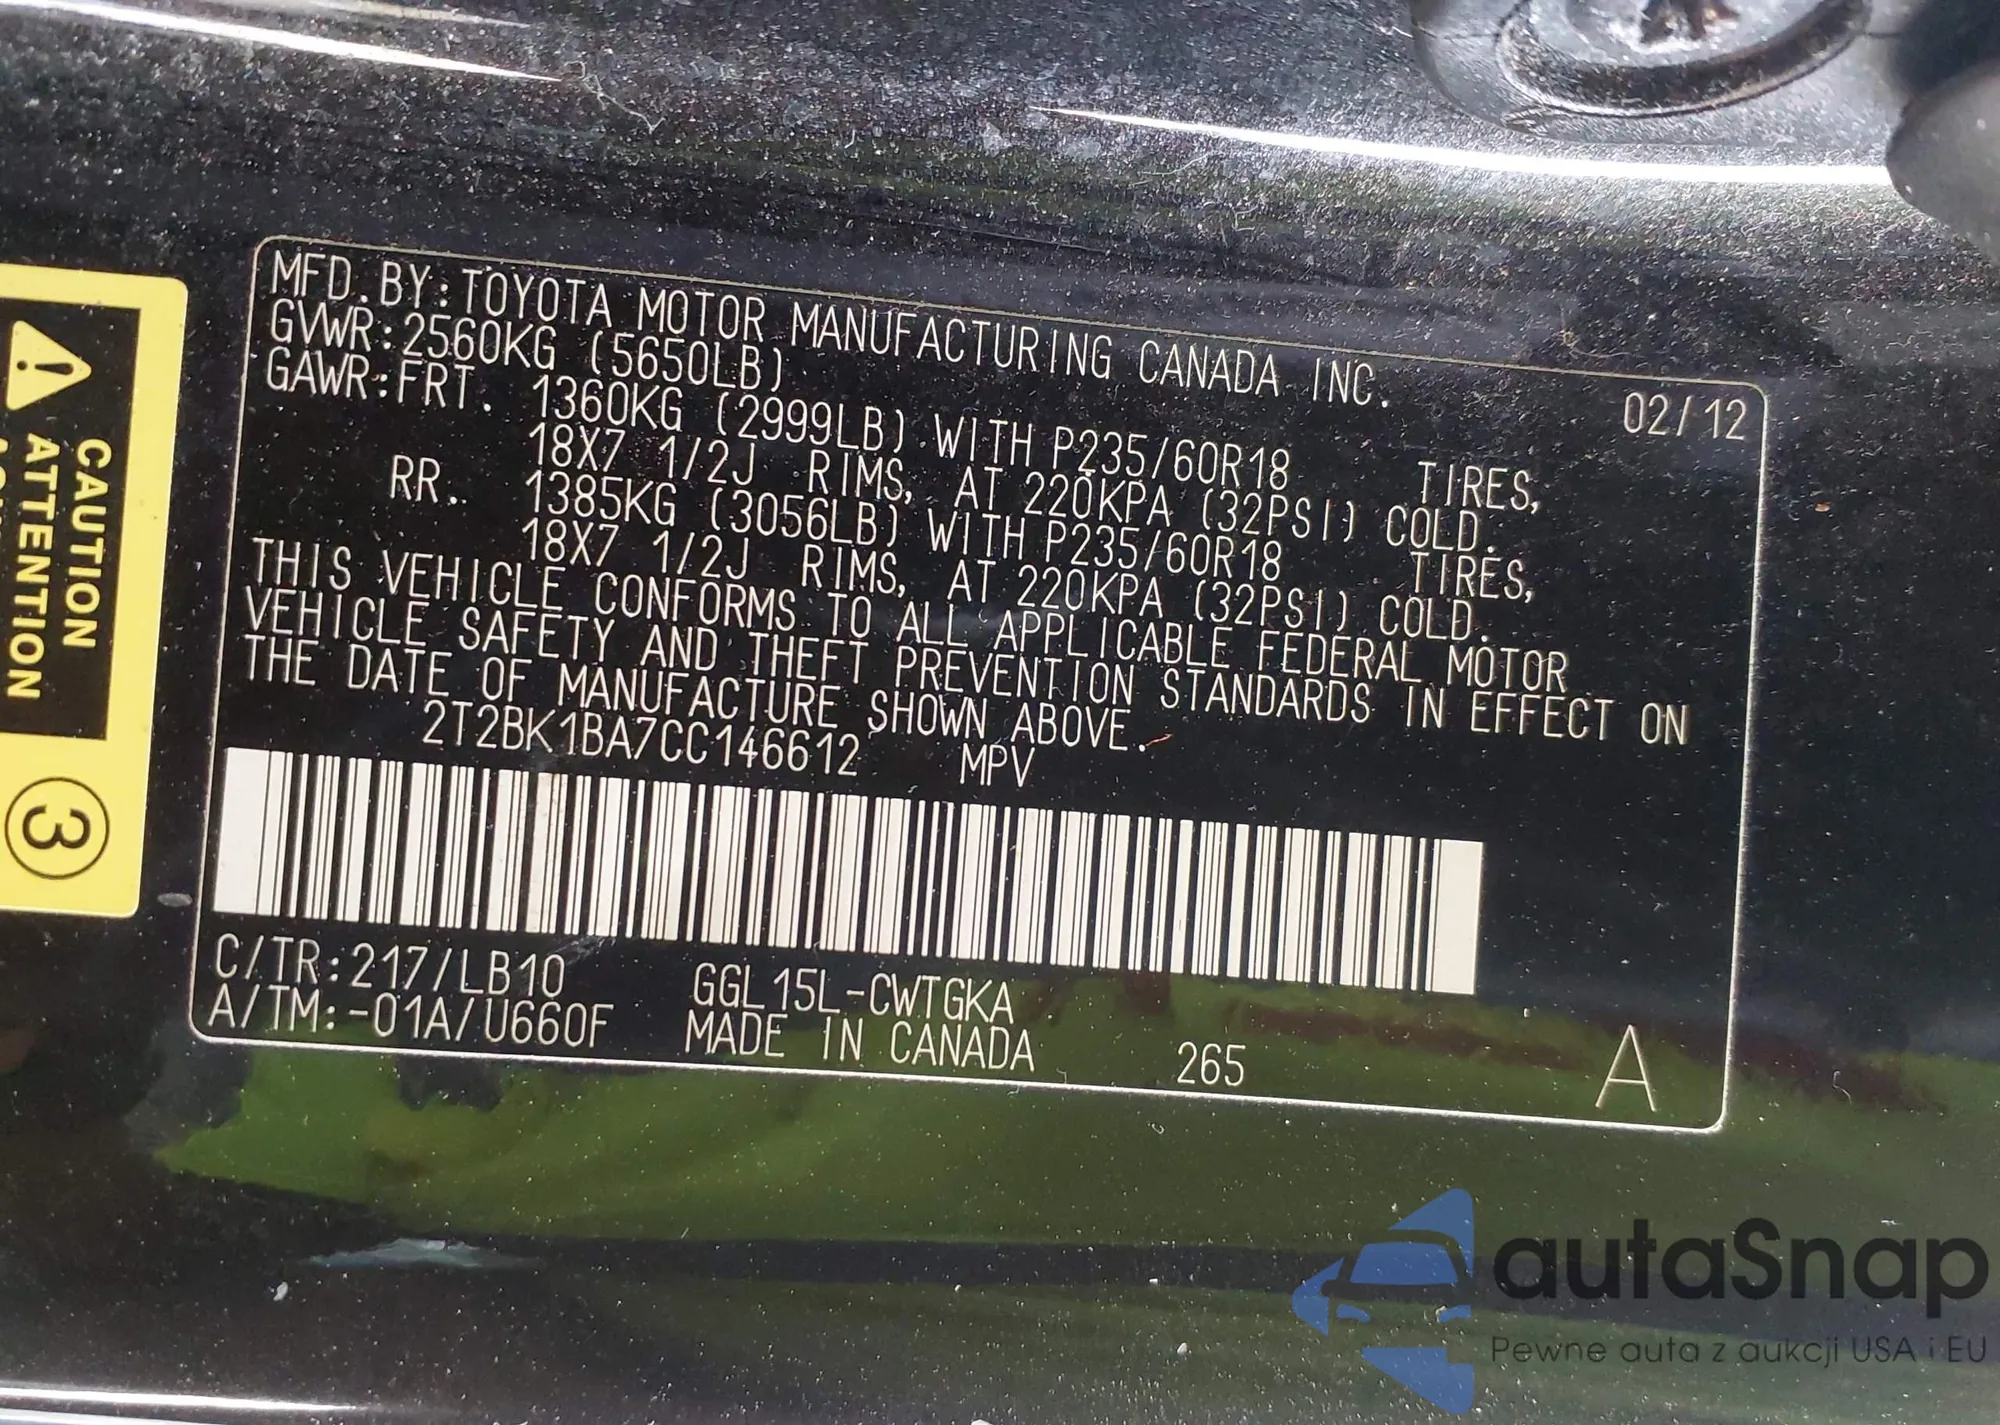 MFD. BY: TOYOTA MOTOR MANUFACTURING CANADA INC. 02/12
GVWR: 2560KG (5650LB)
GAWR: FRT. 1360KG (2999LB) WITH P235/60R18 TIRES,
18X7 1/2J RIMS, AT 220KPA (32PSI) COLD.
RR. 1385KG (3056LB) WITH P235/60R18 TIRES,
18X7 1/2J RIMS, AT 220KPA (32PSI) COLD.
THIS VEHICLE CONFORMS TO ALL APPLICABLE FEDERAL MOTOR
VEHICLE SAFETY AND THEFT PREVENTION STANDARDS IN EFFECT ON
THE DATE OF MANUFACTURE SHOWN ABOVE.
2T2BK1BA7CC146612 MPV
C/TR: 217/LB10 GGL15L-CWTGKA
A/TM: -01A/U660F MADE IN CANADA 265 A
CAUTION
ATTENTION
3
autaSnap
Pewne auta z aukcji USA i EU